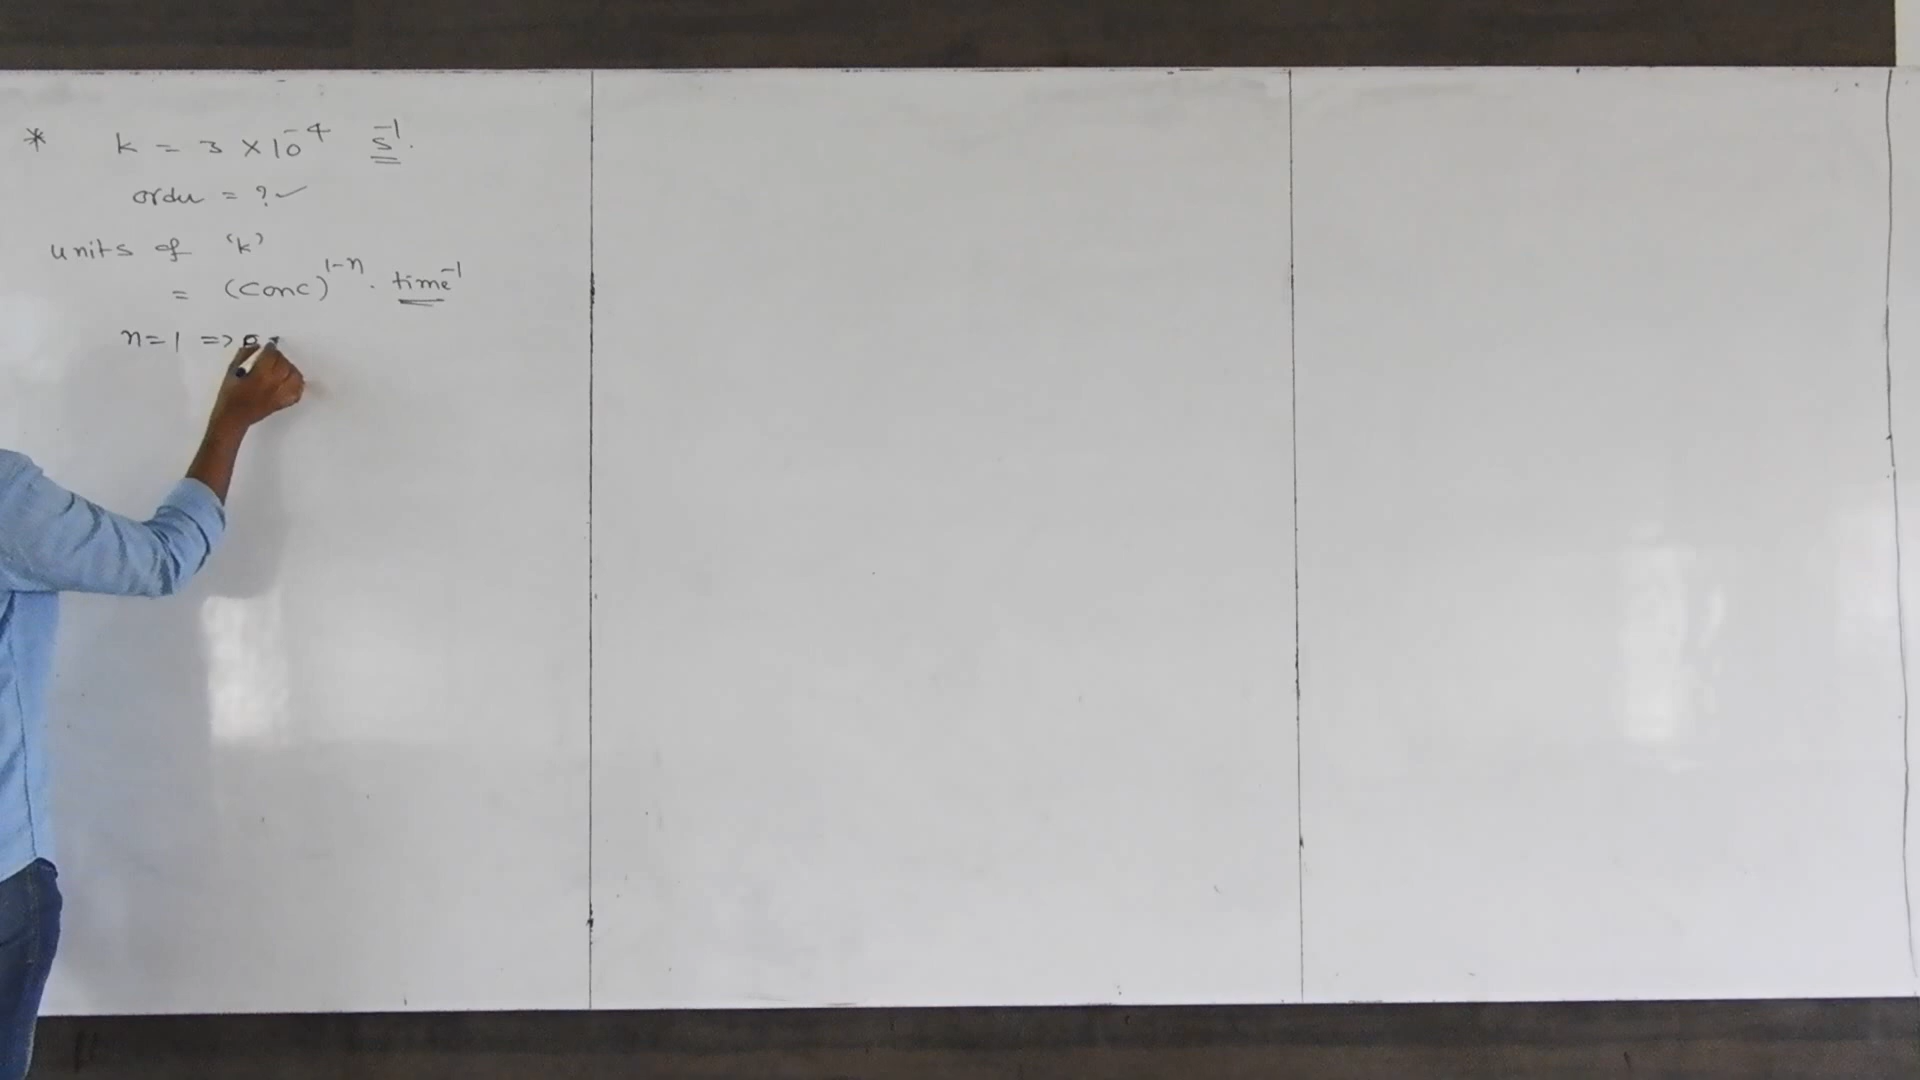 * k = 3 × 10⁻⁴ s⁻¹.
order = ? ✓
units of 'k'
= (conc)¹⁻ⁿ. time⁻¹
n = 1 =>